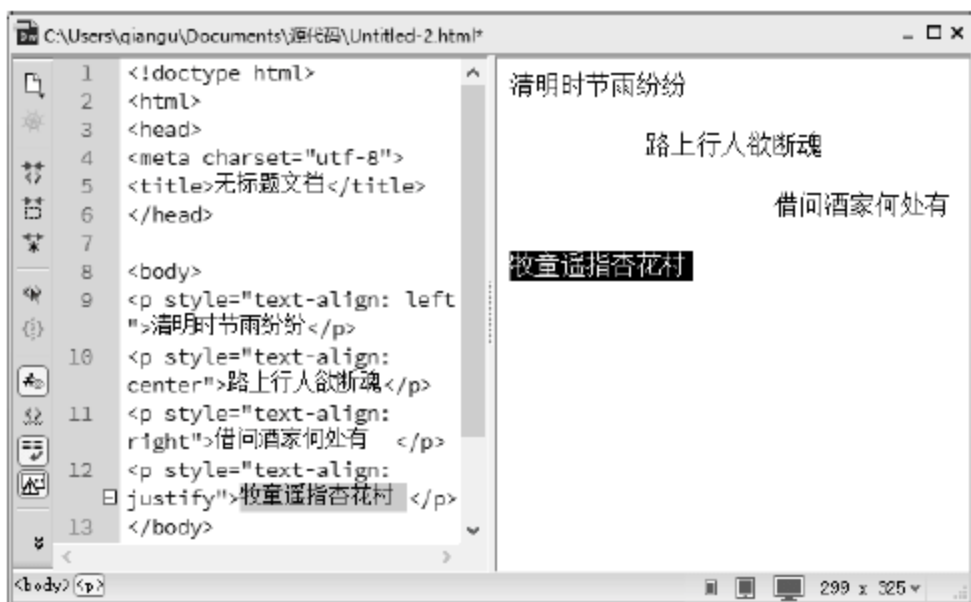 Dw C:\Users\qiangu\Documents\源代码\Untitled-2.html*
1 <!doctype html>
2 <html>
3 <head>
4 <meta charset="utf-8">
5 <title>无标题文档</title>
6 </head>
7
8 <body>
9 <p style="text-align: left
">清明时节雨纷纷</p>
10 <p style="text-align:
center">路上行人欲断魂</p>
11 <p style="text-align:
right">借问酒家何处有 </p>
12 <p style="text-align:
justify">牧童遥指杏花村 </p>
13 </body>
清明时节雨纷纷
路上行人欲断魂
借问酒家何处有
牧童遥指杏花村
<body> <p>
299 x 325